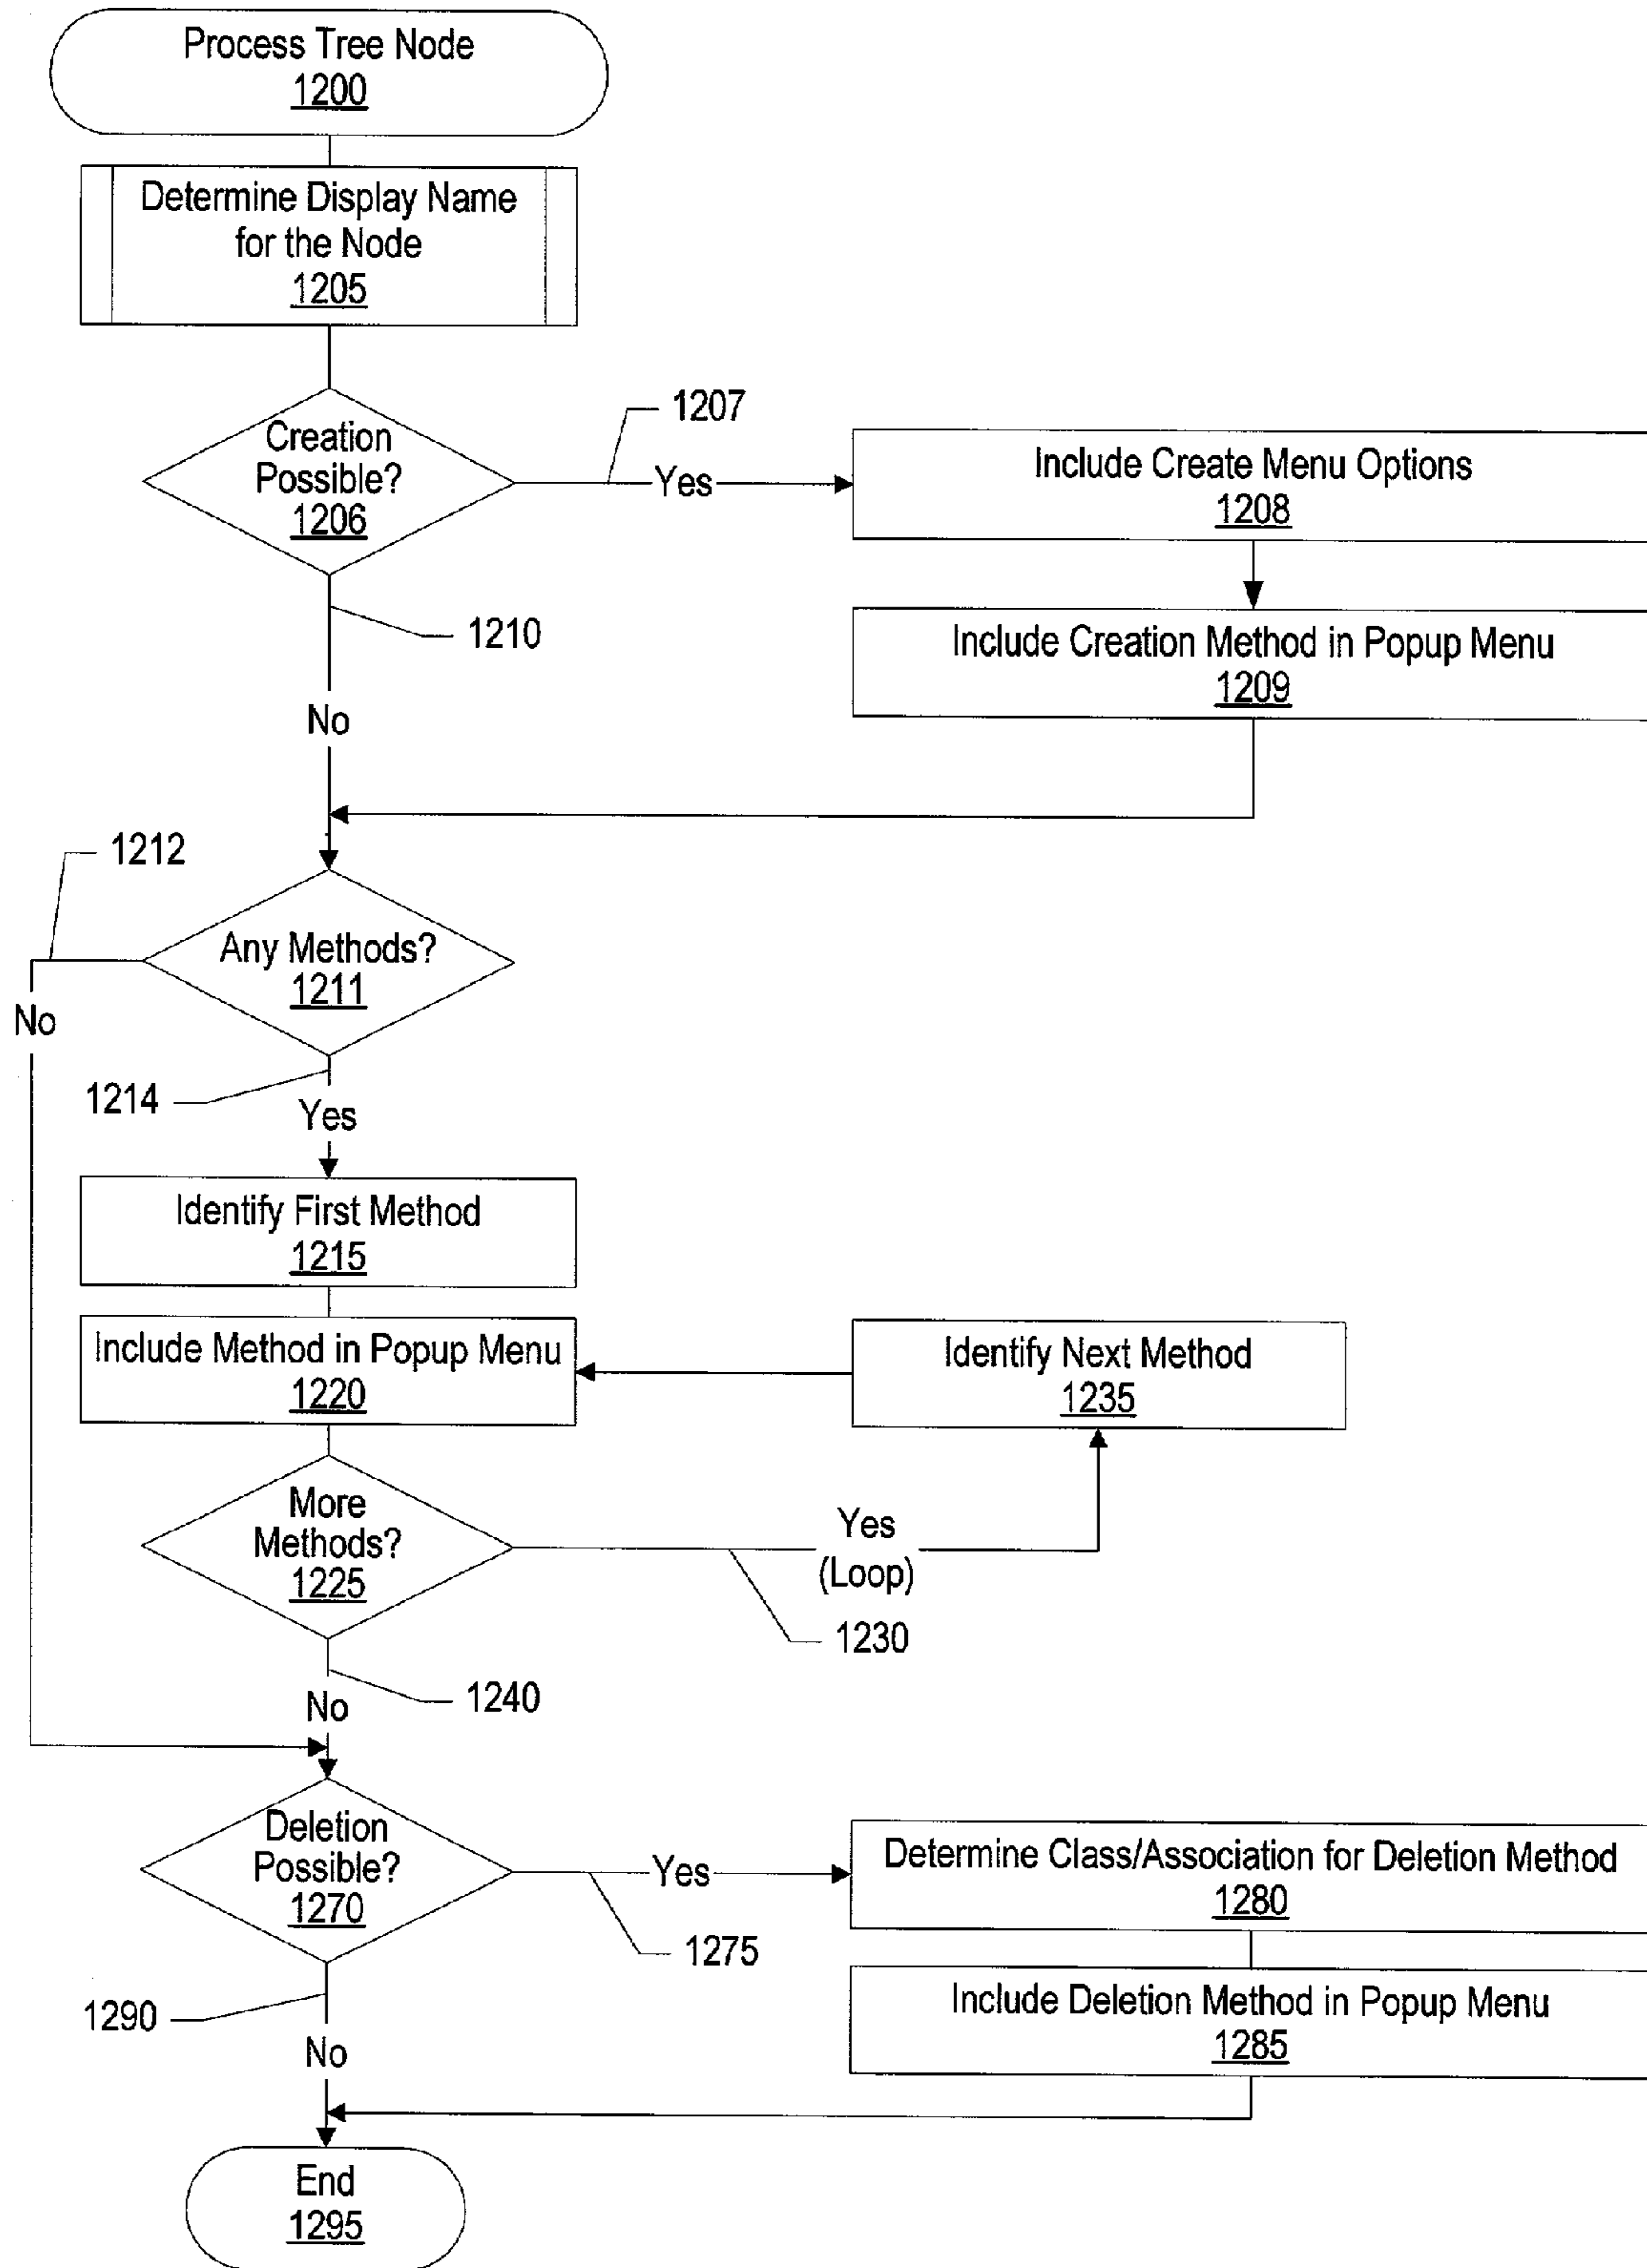 Process Tree Node
1200
Determine Display Name
for the Node
1205
Creation
Possible?
1206
1207
Yes
Include Create Menu Options
1208
1210
Include Creation Method in Popup Menu
1209
No
1212
Any Methods?
1211
No
1214
Yes
Identify First Method
1215
Include Method in Popup Menu
1220
Identify Next Method
1235
More
Methods?
1225
Yes
(Loop)
1230
1240
No
Deletion
Possible?
1270
Yes
1275
Determine Class/Association for Deletion Method
1280
Include Deletion Method in Popup Menu
1285
1290
No
End
1295